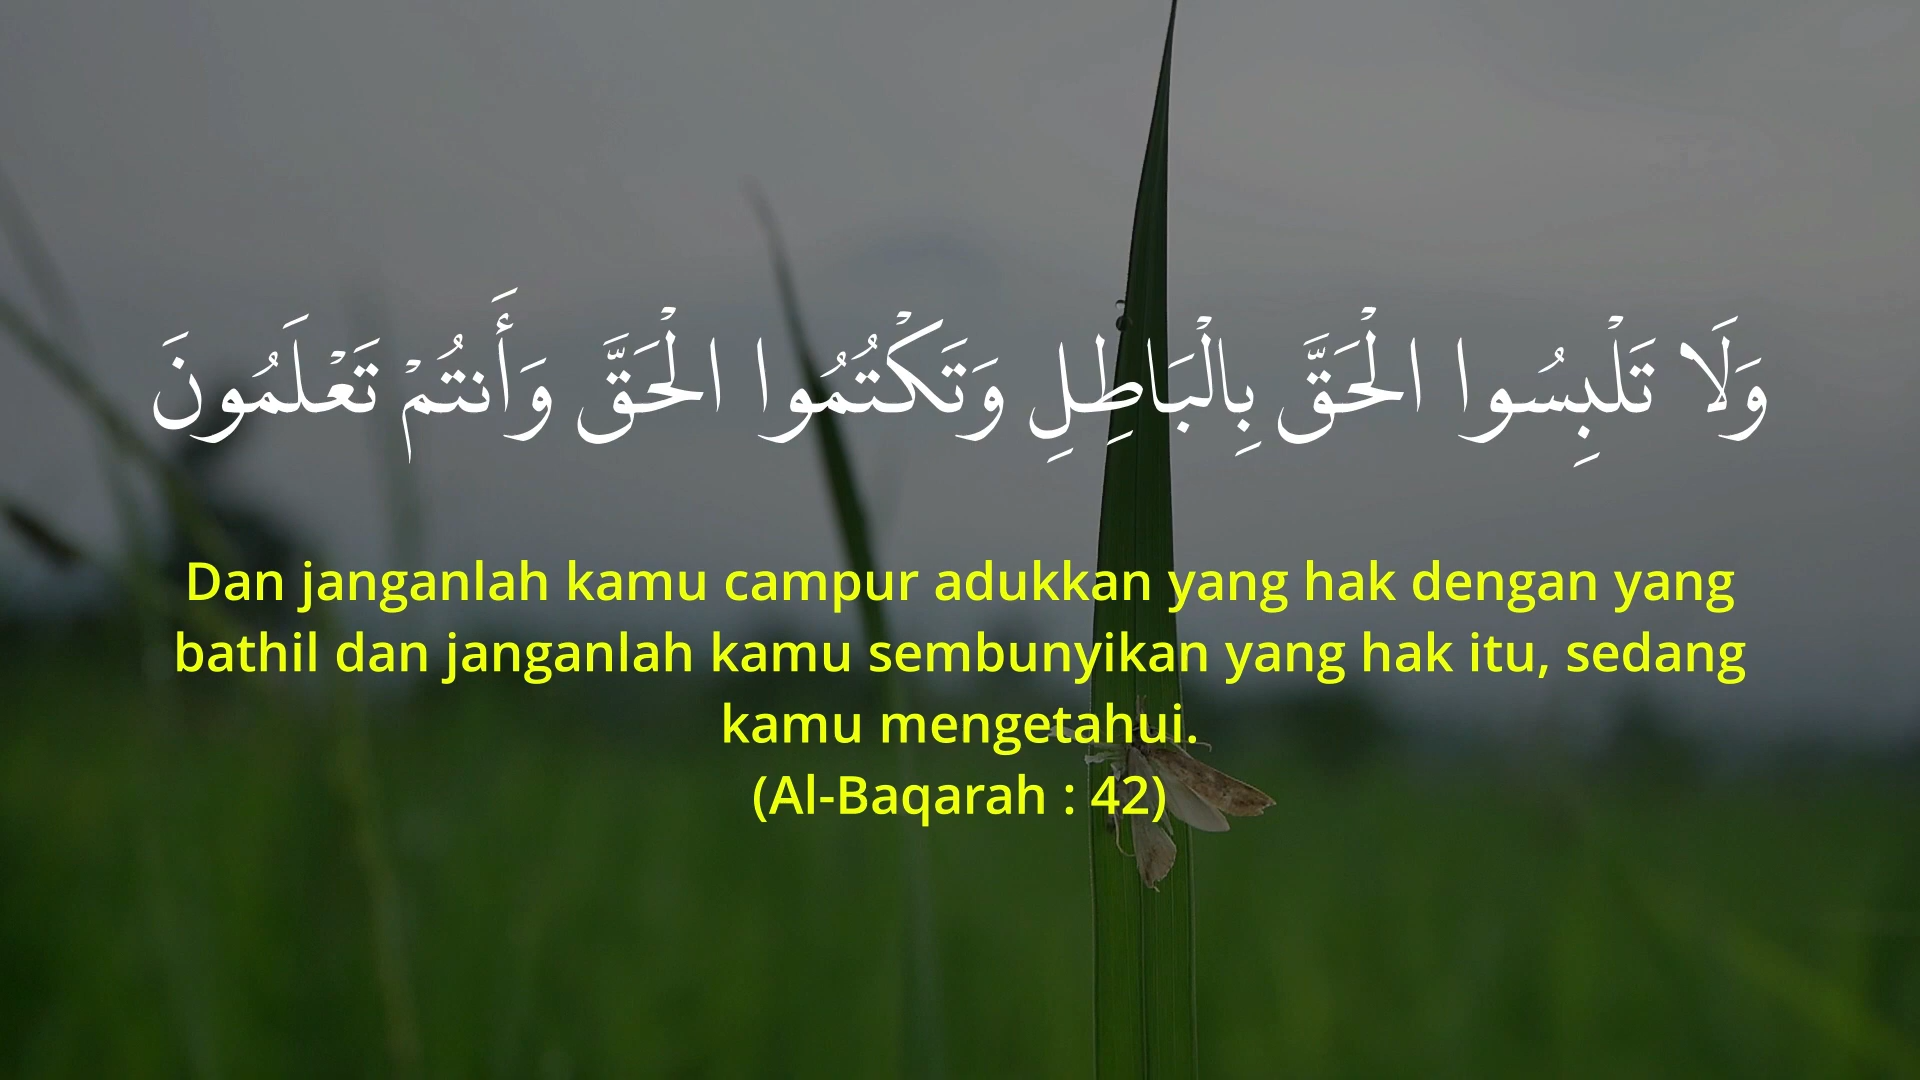 وَلَا تَلْبِسُوا الْحَقَّ بِالْبَاطِلِ وَتَكْتُمُوا الْحَقَّ وَأَنتُمْ تَعْلَمُونَ
Dan janganlah kamu campur adukkan yang hak dengan yang
bathil dan janganlah kamu sembunyikan yang hak itu, sedang
kamu mengetahui.
(Al-Baqarah : 42)